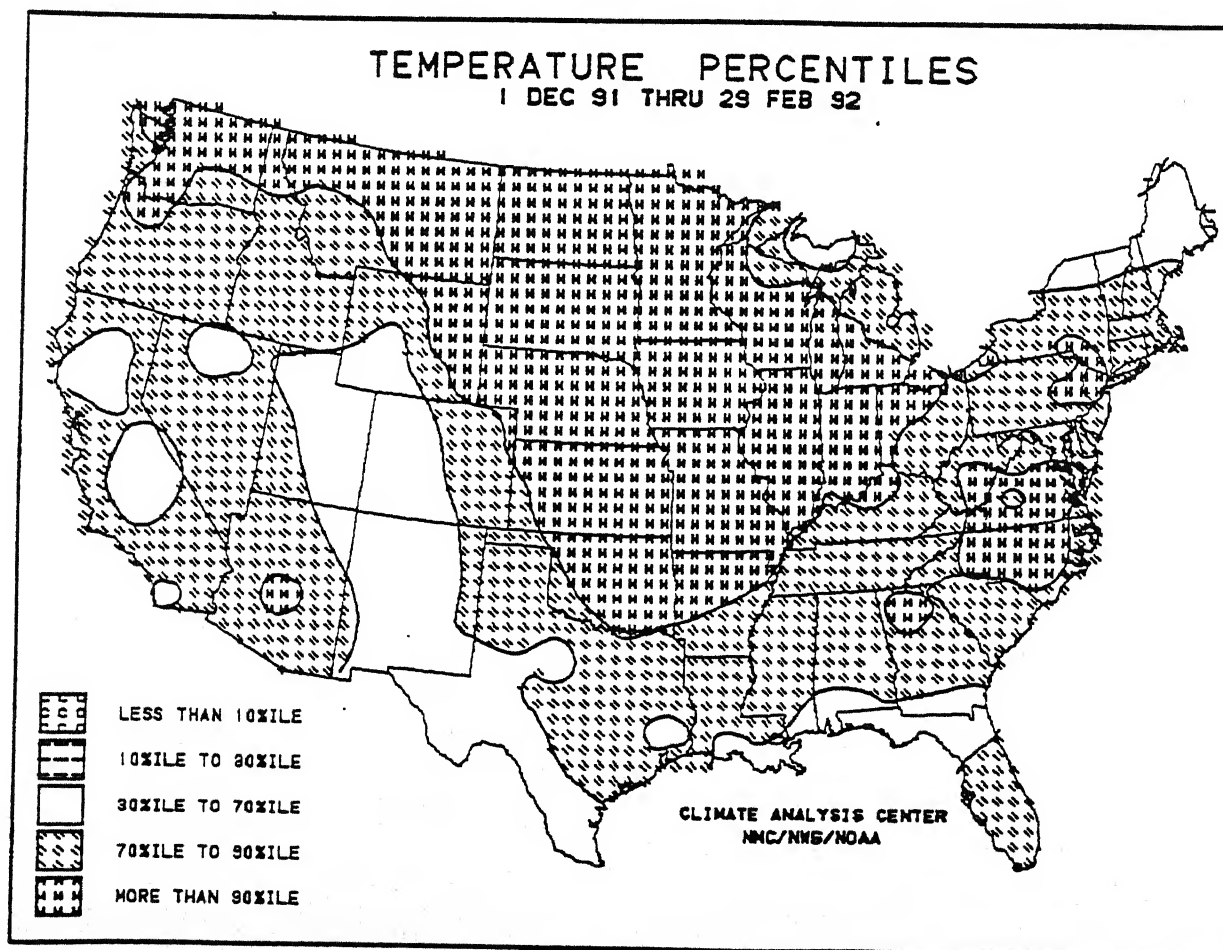 TEMPERATURE PERCENTILES
1 DEC 91 THRU 29 FEB 92
LESS THAN 10%ILE
10%ILE TO 30%ILE
30%ILE TO 70%ILE
70%ILE TO 90%ILE
MORE THAN 90%ILE
CLIMATE ANALYSIS CENTER
NMC/NWS/NOAA